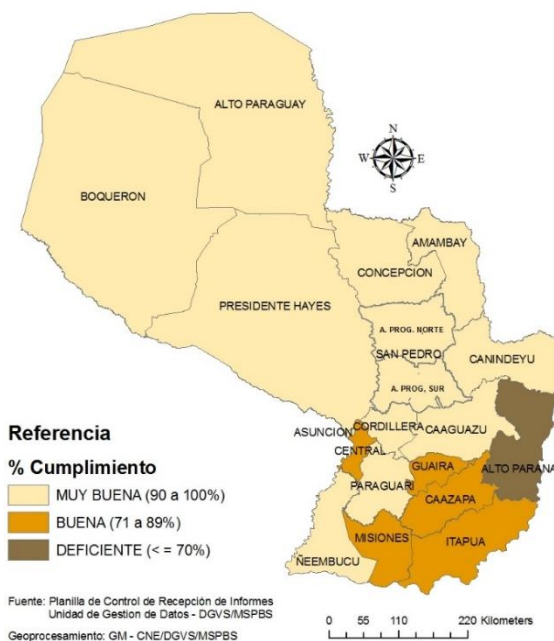 ALTO PARAGUAY
N
W E
S
BOQUERON
AMAMBAY
CONCEPCION
PRESIDENTE HAYES
A. PROG. NORTE
SAN PEDRO
CANINDEYU
A. PROG. SUR
ASUNCION
CORDILLERA
CAAGUAZU
CENTRAL
GUAIRA
ALTO PARANA
PARAGUARI
CAAZAPA
MISIONES
ITAPUA
ÑEEMBUCU
Referencia
% Cumplimiento
MUY BUENA (90 a 100%)
BUENA (71 a 89%)
DEFICIENTE (< = 70%)
Fuente: Planilla de Control de Recepción de Informes
Unidad de Gestion de Datos - DGVS/MSPBS
Geoprocesamiento: GM - CNE/DGVS/MSPBS
0 55 110 220 Kilometers